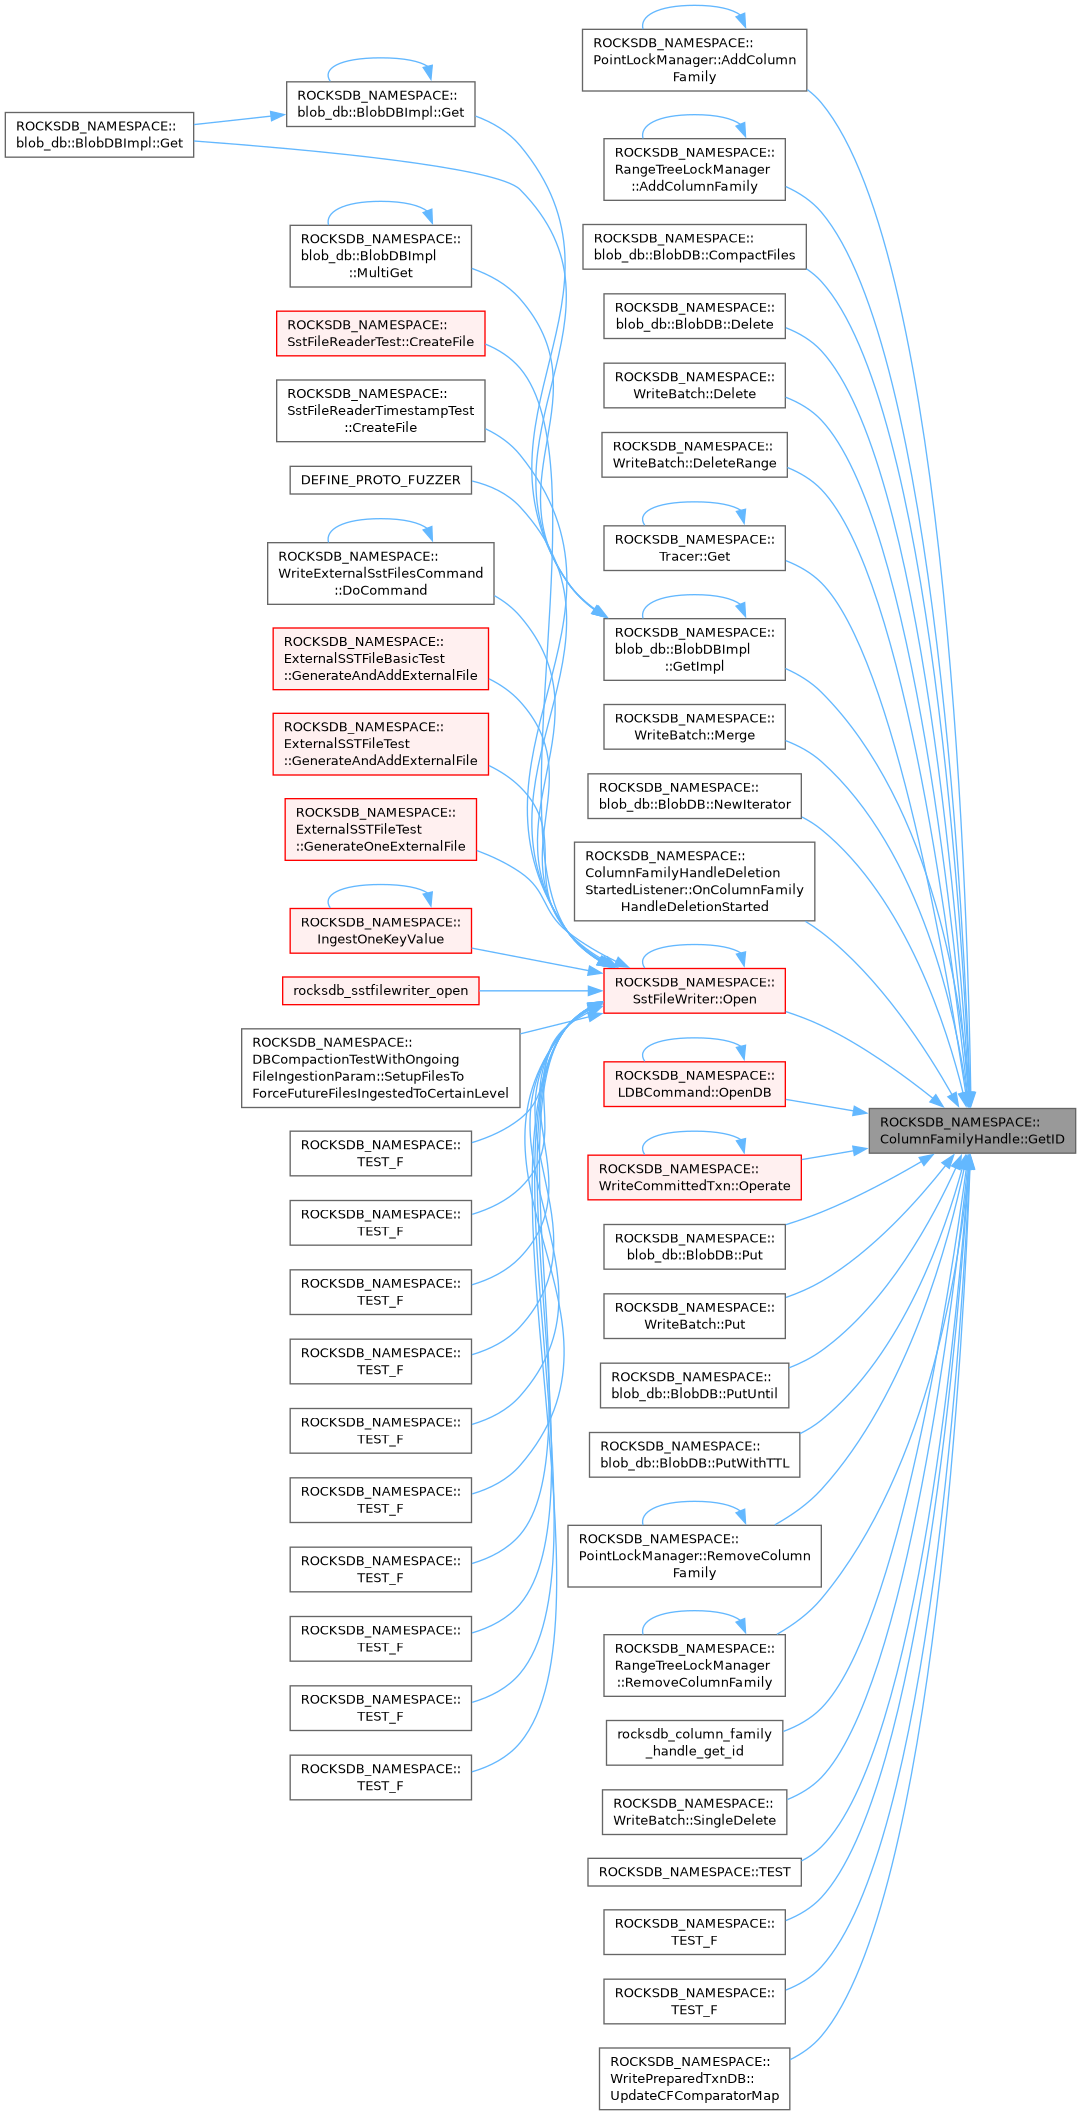 ROCKSDB_NAMESPACE::
blob_db::BlobDBImpl::Get
ROCKSDB_NAMESPACE::
blob_db::BlobDBImpl::Get
ROCKSDB_NAMESPACE::
blob_db::BlobDBImpl
::MultiGet
ROCKSDB_NAMESPACE::
SstFileReaderTest::CreateFile
ROCKSDB_NAMESPACE::
SstFileReaderTimestampTest
::CreateFile
DEFINE_PROTO_FUZZER
ROCKSDB_NAMESPACE::
WriteExternalSstFilesCommand
::DoCommand
ROCKSDB_NAMESPACE::
ExternalSSTFileBasicTest
::GenerateAndAddExternalFile
ROCKSDB_NAMESPACE::
ExternalSSTFileTest
::GenerateAndAddExternalFile
ROCKSDB_NAMESPACE::
ExternalSSTFileTest
::GenerateOneExternalFile
ROCKSDB_NAMESPACE::
IngestOneKeyValue
rocksdb_sstfilewriter_open
ROCKSDB_NAMESPACE::
DBCompactionTestWithOngoing
FileIngestionParam::SetupFilesTo
ForceFutureFilesIngestedToCertainLevel
ROCKSDB_NAMESPACE::
TEST_F
ROCKSDB_NAMESPACE::
TEST_F
ROCKSDB_NAMESPACE::
TEST_F
ROCKSDB_NAMESPACE::
TEST_F
ROCKSDB_NAMESPACE::
TEST_F
ROCKSDB_NAMESPACE::
TEST_F
ROCKSDB_NAMESPACE::
TEST_F
ROCKSDB_NAMESPACE::
TEST_F
ROCKSDB_NAMESPACE::
TEST_F
ROCKSDB_NAMESPACE::
TEST_F
ROCKSDB_NAMESPACE::
PointLockManager::AddColumn
Family
ROCKSDB_NAMESPACE::
RangeTreeLockManager
::AddColumnFamily
ROCKSDB_NAMESPACE::
blob_db::BlobDB::CompactFiles
ROCKSDB_NAMESPACE::
blob_db::BlobDB::Delete
ROCKSDB_NAMESPACE::
WriteBatch::Delete
ROCKSDB_NAMESPACE::
WriteBatch::DeleteRange
ROCKSDB_NAMESPACE::
Tracer::Get
ROCKSDB_NAMESPACE::
blob_db::BlobDBImpl
::GetImpl
ROCKSDB_NAMESPACE::
WriteBatch::Merge
ROCKSDB_NAMESPACE::
blob_db::BlobDB::NewIterator
ROCKSDB_NAMESPACE::
ColumnFamilyHandleDeletion
StartedListener::OnColumnFamily
HandleDeletionStarted
ROCKSDB_NAMESPACE::
SstFileWriter::Open
ROCKSDB_NAMESPACE::
LDBCommand::OpenDB
ROCKSDB_NAMESPACE::
WriteCommittedTxn::Operate
ROCKSDB_NAMESPACE::
blob_db::BlobDB::Put
ROCKSDB_NAMESPACE::
WriteBatch::Put
ROCKSDB_NAMESPACE::
blob_db::BlobDB::PutUntil
ROCKSDB_NAMESPACE::
blob_db::BlobDB::PutWithTTL
ROCKSDB_NAMESPACE::
PointLockManager::RemoveColumn
Family
ROCKSDB_NAMESPACE::
RangeTreeLockManager
::RemoveColumnFamily
rocksdb_column_family
_handle_get_id
ROCKSDB_NAMESPACE::
WriteBatch::SingleDelete
ROCKSDB_NAMESPACE::TEST
ROCKSDB_NAMESPACE::
TEST_F
ROCKSDB_NAMESPACE::
TEST_F
ROCKSDB_NAMESPACE::
WritePreparedTxnDB::
UpdateCFComparatorMap
ROCKSDB_NAMESPACE::
ColumnFamilyHandle::GetID